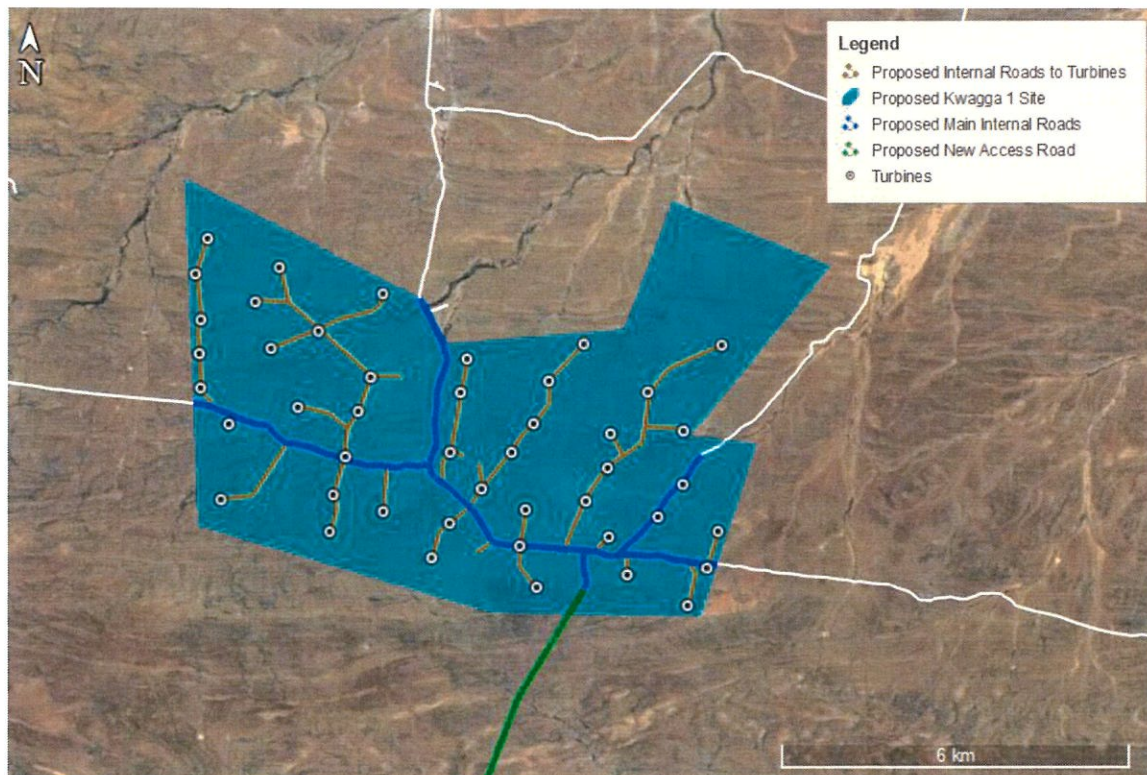 N
Legend
Proposed Internal Roads to Turbines
Proposed Kwagga 1 Site
Proposed Main Internal Roads
Proposed New Access Road
Turbines
6 km